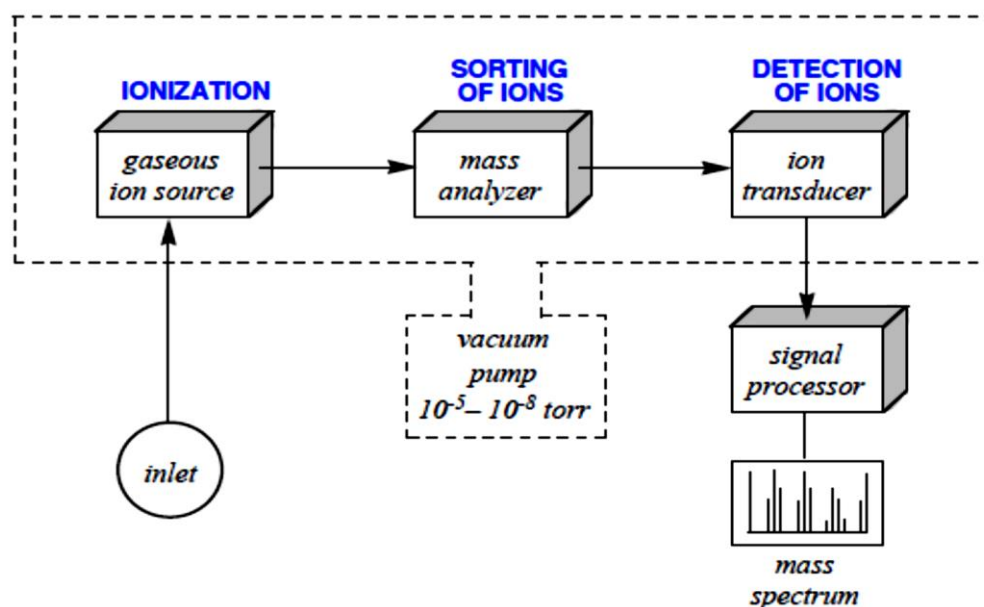 IONIZATION
SORTING
OF IONS
DETECTION
OF IONS
gaseous
ion source
mass
analyzer
ion
transducer
vacuum
pump
10⁻⁵– 10⁻⁸ torr
signal
processor
inlet
mass
spectrum